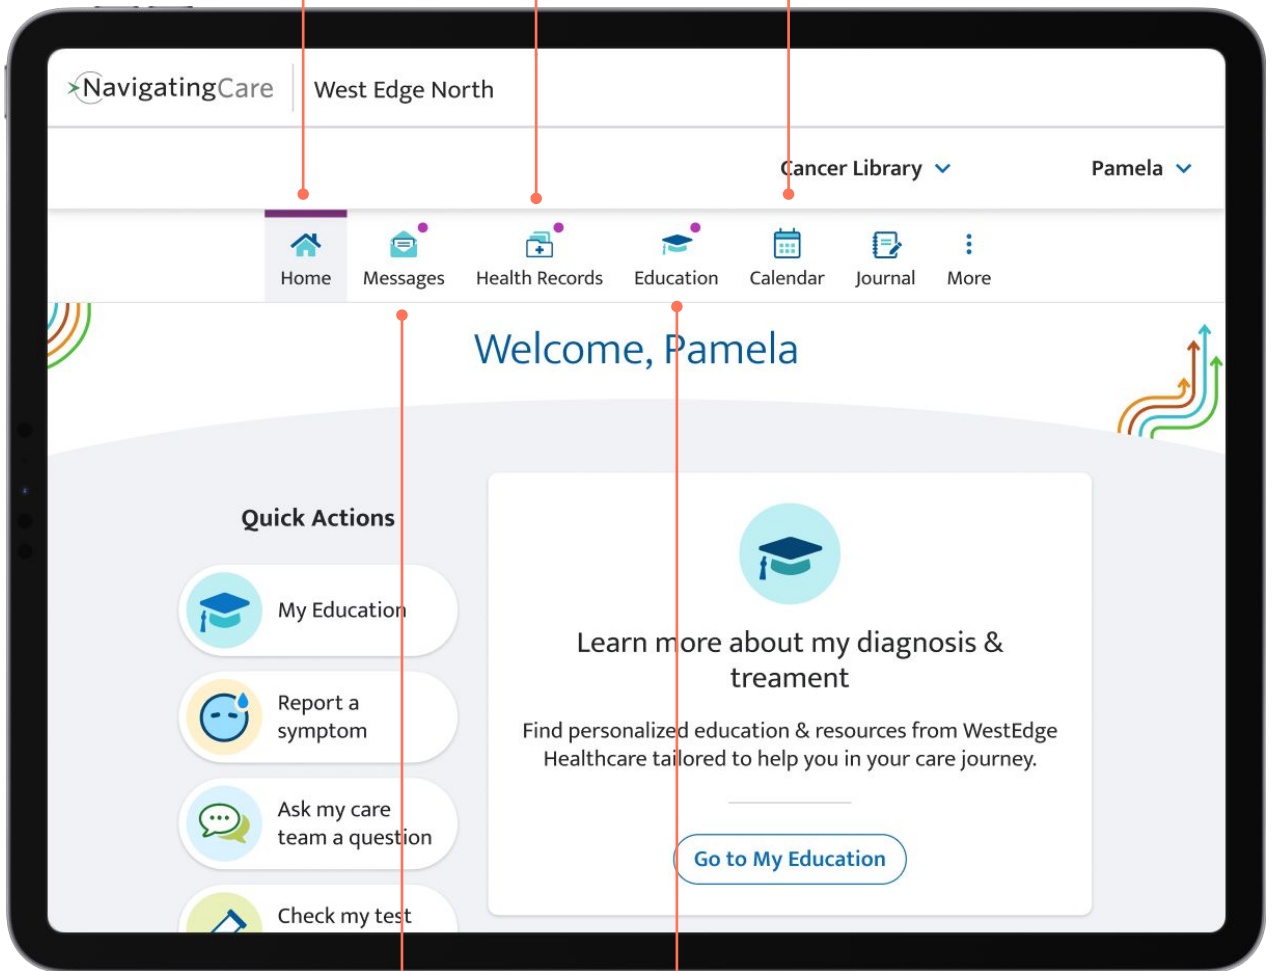 NavigatingCare
West Edge North
Cancer Library
Pamela
Home
Messages
Health Records
Education
Calendar
Journal
More
Welcome, Pamela
Quick Actions
My Education
Report a
symptom
Ask my care
team a question
Check my test
Learn more about my diagnosis &
treament
Find personalized education & resources from WestEdge
Healthcare tailored to help you in your care journey.
Go to My Education